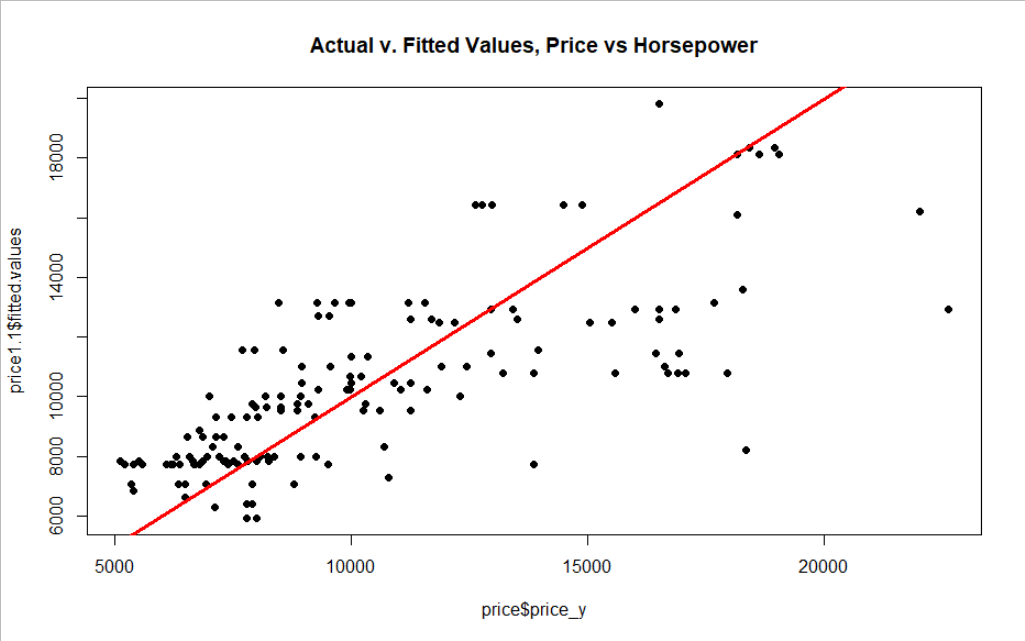 Actual v. Fitted Values, Price vs Horsepower
price1.1$fitted.values
18000
14000
10000
8000
6000
5000 10000 15000 20000
price$price_y